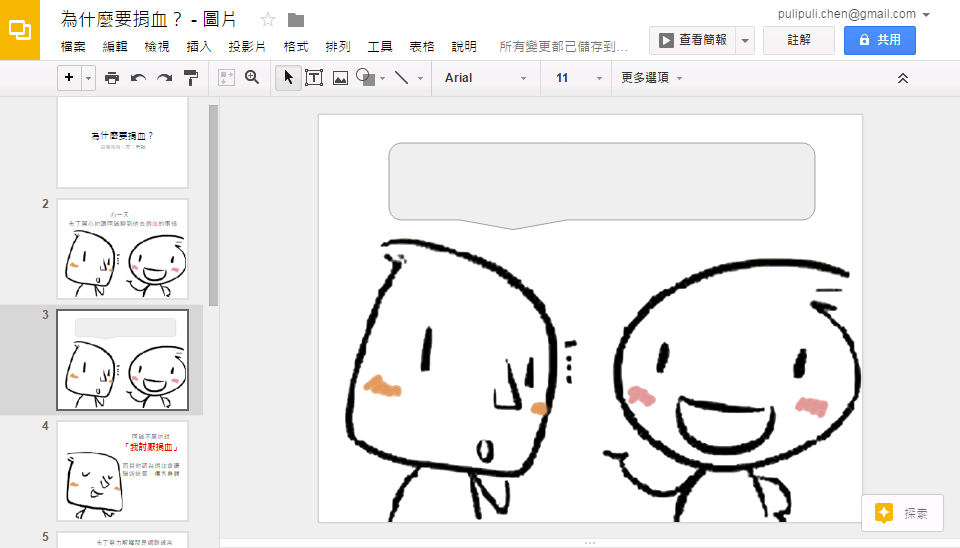 為什麼要捐血？ - 圖片
pulipuli.chen@gmail.com
檔案 編輯 檢視 插入 投影片 格式 排列 工具 表格 說明 所有變更都已儲存到…
查看簡報 註解 共用
Arial 11 更多選項
為什麼要捐血？
2
有一天
3
4
「我討厭捐血」
5
探索